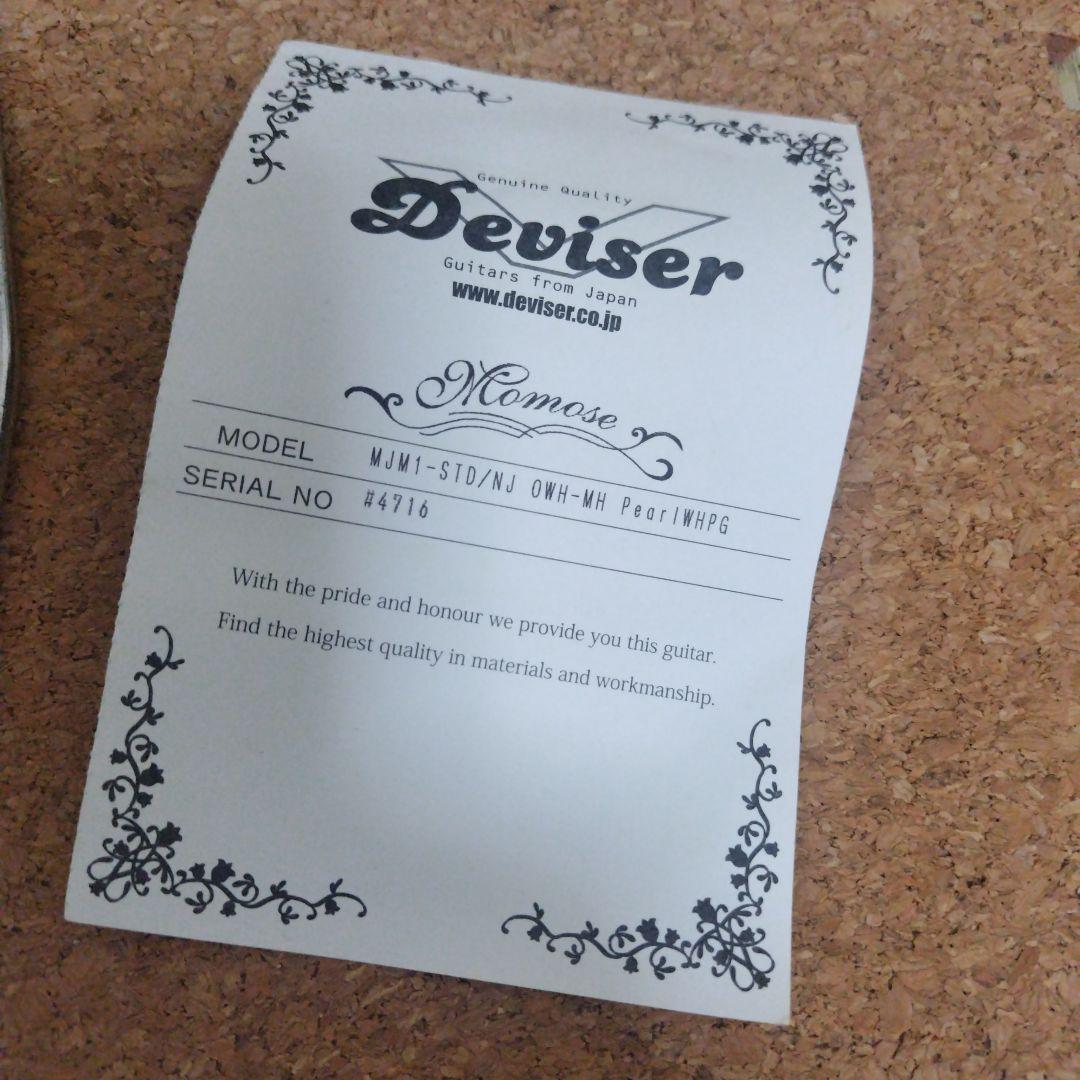 Genuine Quality
Deviser
Guitars from Japan
www.deviser.co.jp
Momose
MODEL MJM1-STD/NJ OWH-MH PearlWHPG
SERIAL NO #4716
With the pride and honour we provide you this guitar.
Find the highest quality in materials and workmanship.